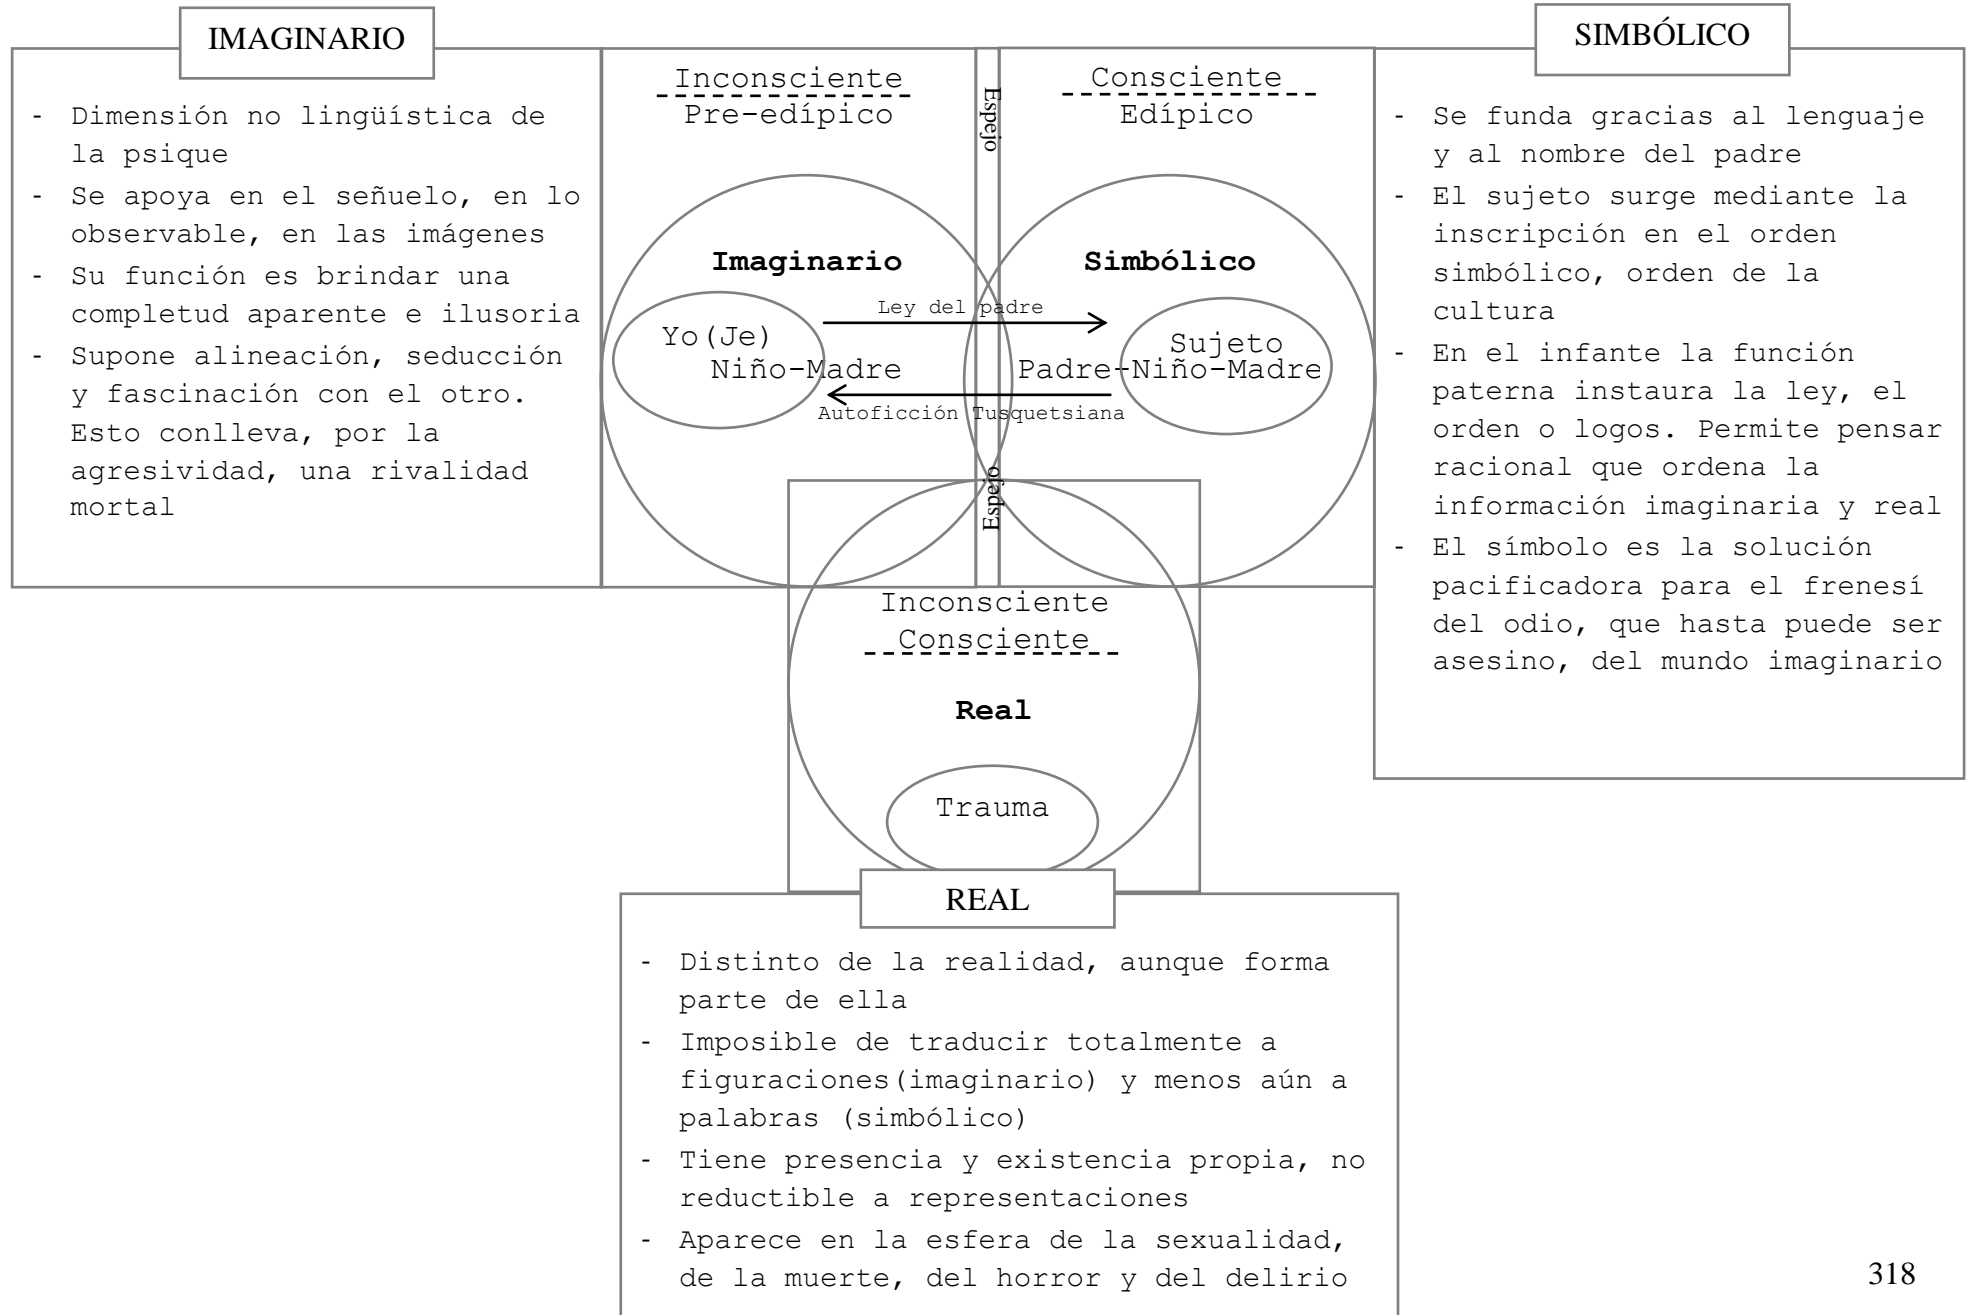 IMAGINARIO
- Dimensión no lingüística de
la psique
- Se apoya en el señuelo, en lo
observable, en las imágenes
- Su función es brindar una
completud aparente e ilusoria
- Supone alineación, seducción
y fascinación con el otro.
Esto conlleva, por la
agresividad, una rivalidad
mortal
Inconsciente
Pre-edípico
Espejo
Consciente
Edípico
Imaginario
Simbólico
Ley del padre
Yo(Je)
Niño-Madre
Sujeto
Padre-Niño-Madre
Autoficción Tusquetsiana
Espejo
Inconsciente
Consciente
Real
Trauma
SIMBÓLICO
- Se funda gracias al lenguaje
y al nombre del padre
- El sujeto surge mediante la
inscripción en el orden
simbólico, orden de la
cultura
- En el infante la función
paterna instaura la ley, el
orden o logos. Permite pensar
racional que ordena la
información imaginaria y real
- El símbolo es la solución
pacificadora para el frenesí
del odio, que hasta puede ser
asesino, del mundo imaginario
REAL
- Distinto de la realidad, aunque forma
parte de ella
- Imposible de traducir totalmente a
figuraciones(imaginario) y menos aún a
palabras (simbólico)
- Tiene presencia y existencia propia, no
reductible a representaciones
- Aparece en la esfera de la sexualidad,
de la muerte, del horror y del delirio
318